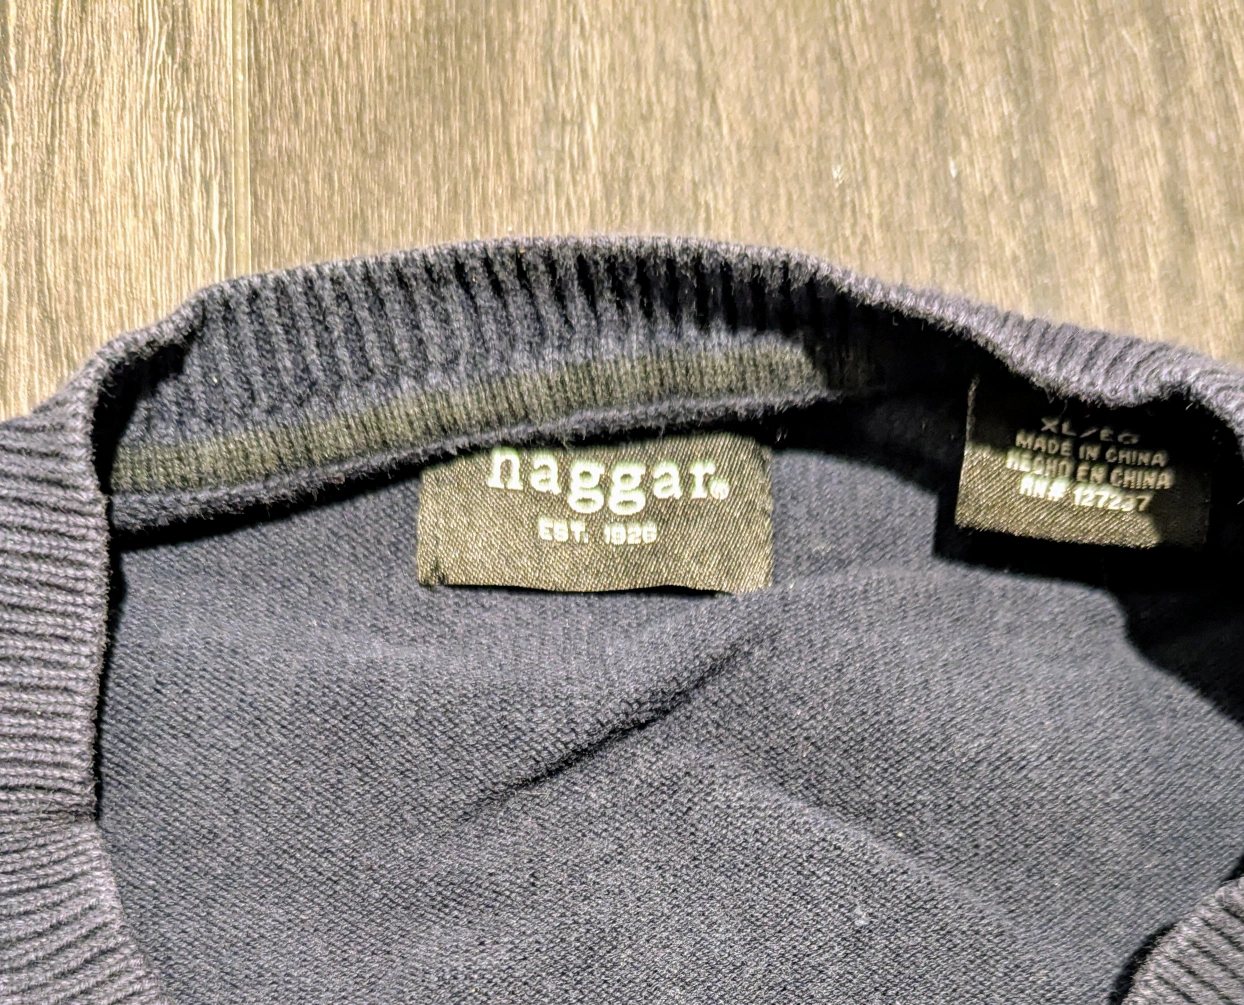 haggar®
EST. 1926
XL/EG
MADE IN CHINA
HECHO EN CHINA
RN# 127237